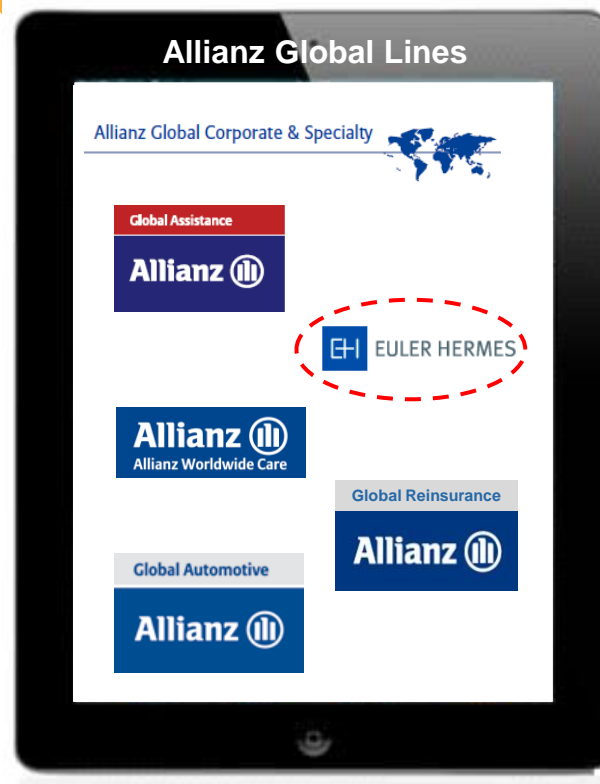 Allianz Global Lines
Allianz Global Corporate & Specialty
Global Assistance
Allianz
EH EULER HERMES
Allianz
Allianz Worldwide Care
Global Reinsurance
Allianz
Global Automotive
Allianz